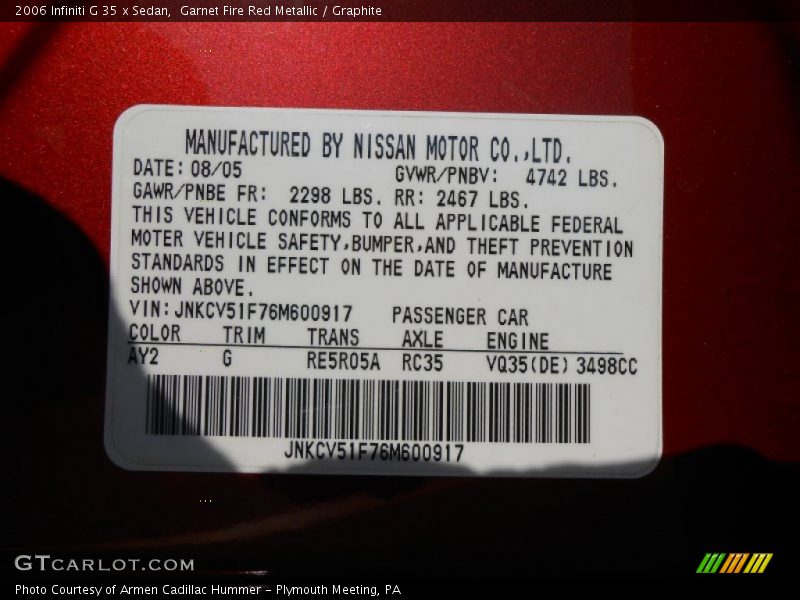 2006 Infiniti G 35 x Sedan,  Garnet Fire Red Metallic / Graphite
MANUFACTURED BY NISSAN MOTOR CO.,LTD.
DATE: 08/05 GVWR/PNBV: 4742 LBS.
GAWR/PNBE FR: 2298 LBS. RR: 2467 LBS.
THIS VEHICLE CONFORMS TO ALL APPLICABLE FEDERAL
MOTER VEHICLE SAFETY,BUMPER,AND THEFT PREVENTION
STANDARDS IN EFFECT ON THE DATE OF MANUFACTURE
SHOWN ABOVE.
VIN:JNKCV51F76M600917 PASSENGER CAR
COLOR TRIM TRANS AXLE ENGINE
AY2 G RE5R05A RC35 VQ35(DE) 3498CC
JNKCV51F76M600917
GTCARLOT.COM
Photo Courtesy of Armen Cadillac Hummer - Plymouth Meeting, PA